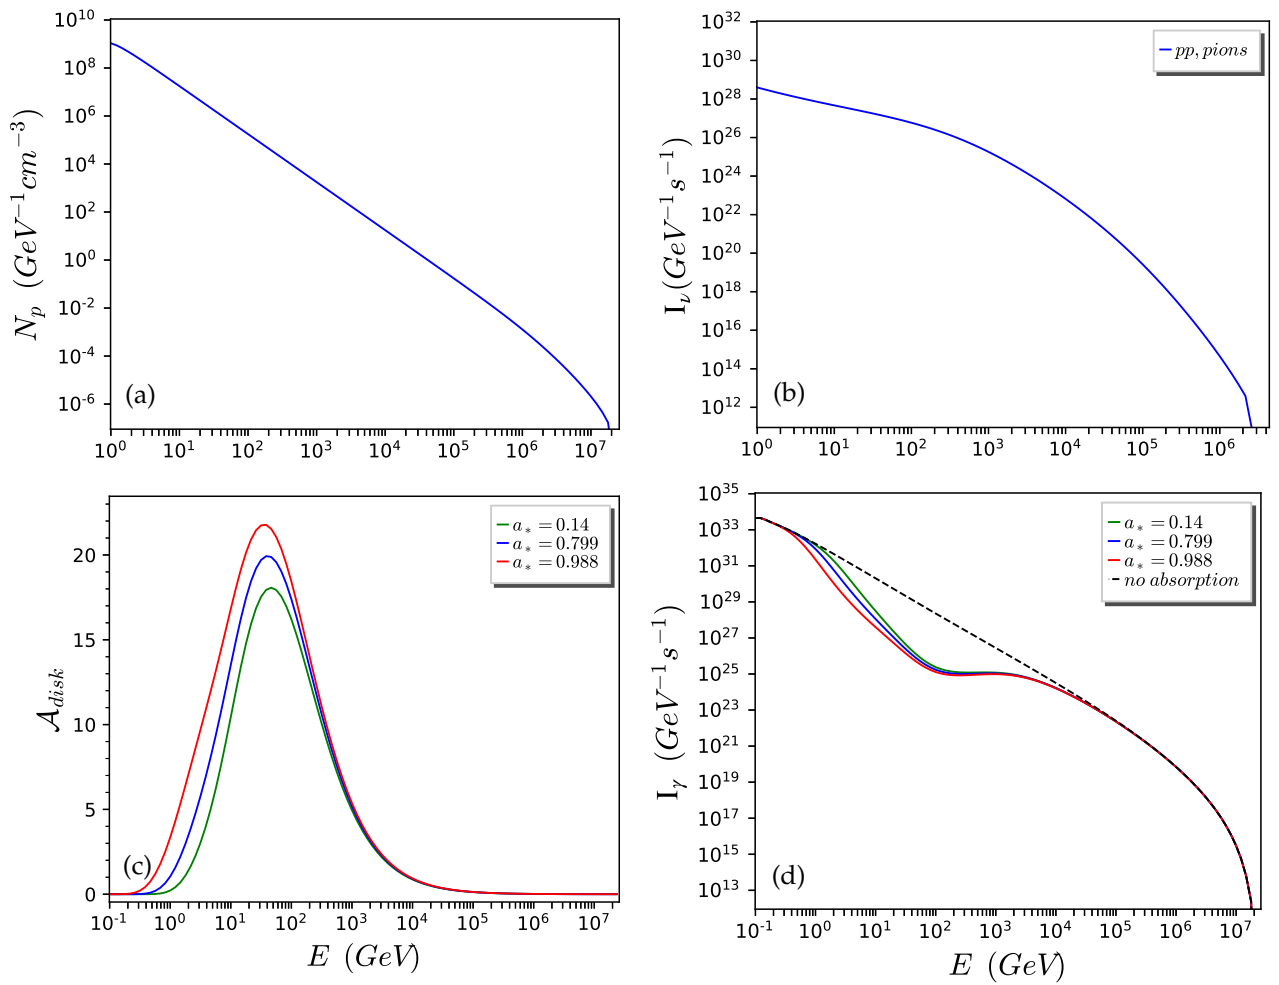 10^10
10^8
10^6
10^4
10^2
10^0
10^-2
10^-4
10^-6
N_p (GeV^-1 cm^-3)
(a)
10^0 10^1 10^2 10^3 10^4 10^5 10^6 10^7
10^32
10^30
10^28
10^26
10^24
10^22
10^20
10^18
10^16
10^14
10^12
I_ν(GeV^-1 s^-1)
pp, pions
(b)
10^0 10^1 10^2 10^3 10^4 10^5 10^6
20
15
10
5
0
𝒜_disk
a_* = 0.14
a_* = 0.799
a_* = 0.988
(c)
10^-1 10^0 10^1 10^2 10^3 10^4 10^5 10^6 10^7
E (GeV)
10^35
10^33
10^31
10^29
10^27
10^25
10^23
10^21
10^19
10^17
10^15
10^13
I_γ (GeV^-1 s^-1)
a_* = 0.14
a_* = 0.799
a_* = 0.988
no absorption
(d)
10^-1 10^0 10^1 10^2 10^3 10^4 10^5 10^6 10^7
E (GeV)